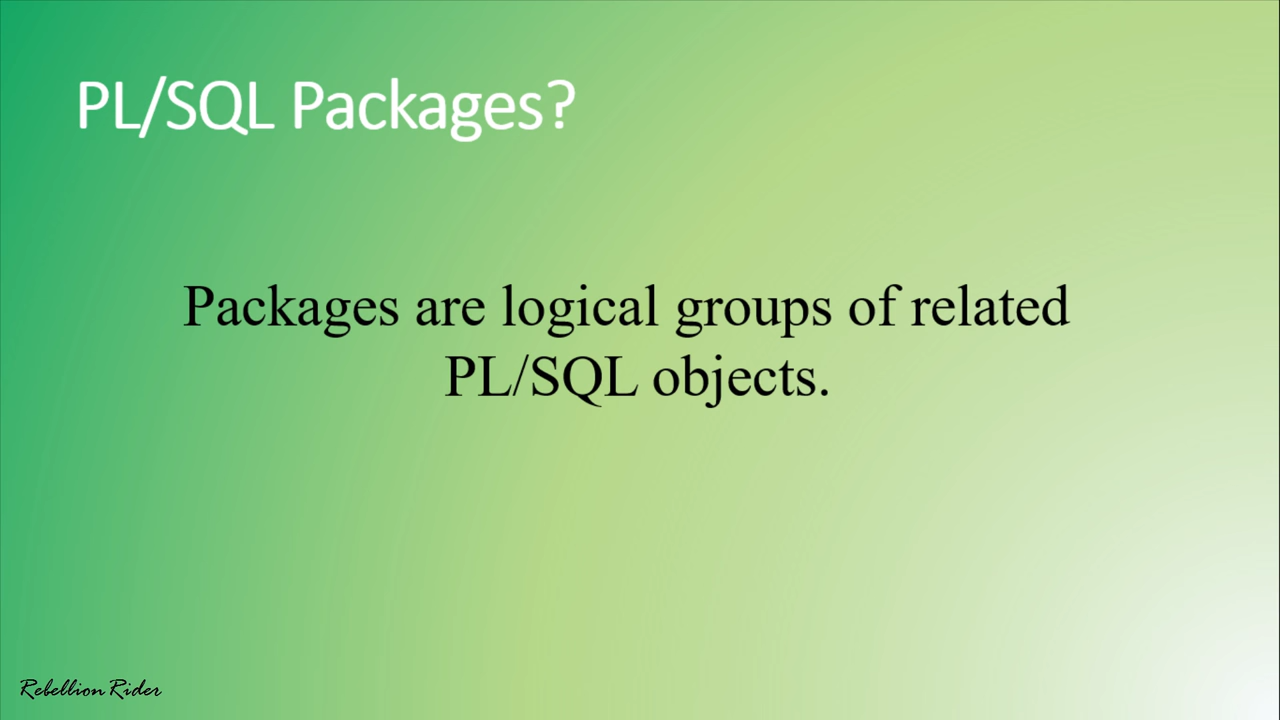 PL/SQL Packages?
Packages are logical groups of related
PL/SQL objects.
Rebellion Rider